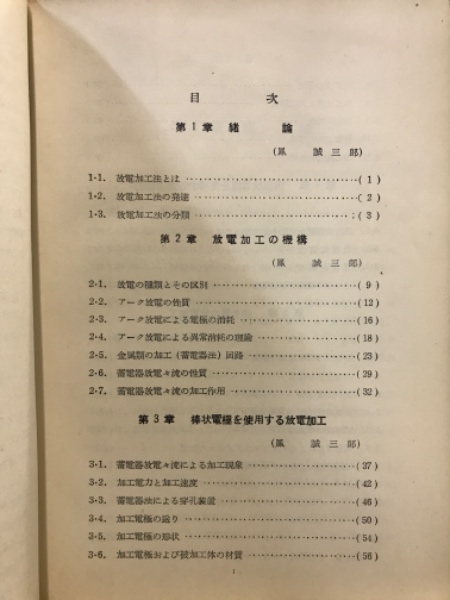 目次
第1章 緒論
(鳳 誠三郎)
1-1. 放電加工法とは ……………………………(1)
1-2. 放電加工法の発達 ……………………………(2)
1-3. 放電加工法の分類 ……………………………(3)
第2章 放電加工の機構
(鳳 誠三郎)
2-1. 放電の種類とその区別 ……………………………(9)
2-2. アーク放電の性質 ……………………………(12)
2-3. アーク放電による電極の消耗 ……………………………(16)
2-4. アーク放電による異常消耗の理論 ……………………………(18)
2-5. 金属類の加工(蓄電器法)回路 ……………………………(23)
2-6. 蓄電器放電々流の性質 ……………………………(29)
2-7. 蓄電器放電々流の加工作用 ……………………………(32)
第3章 棒状電極を使用する放電加工
(鳳 誠三郎)
3-1. 蓄電器放電々流による加工現象 ……………………………(37)
3-2. 加工電力と加工速度 ……………………………(42)
3-3. 蓄電器法による穿孔装置 ……………………………(46)
3-4. 加工電極の送り ……………………………(50)
3-5. 加工電極の形状 ……………………………(54)
3-6. 加工電極および被加工体の材質 ……………………………(56)
1